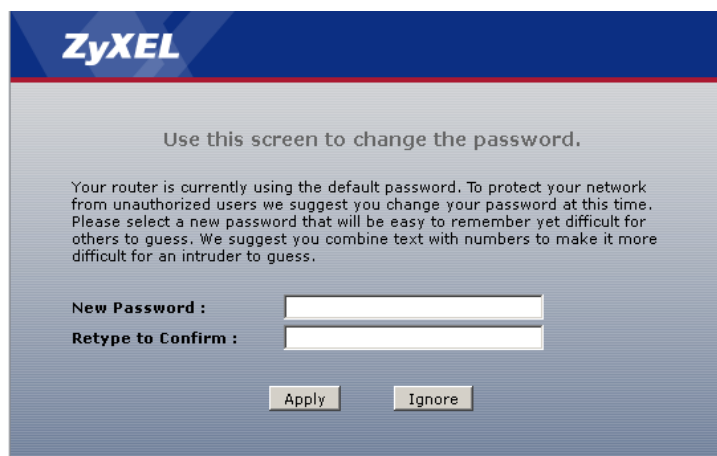 ZyXEL
Use this screen to change the password.
Your router is currently using the default password. To protect your network
from unauthorized users we suggest you change your password at this time.
Please select a new password that will be easy to remember yet difficult for
others to guess. We suggest you combine text with numbers to make it more
difficult for an intruder to guess.
New Password :
Retype to Confirm :
Apply Ignore